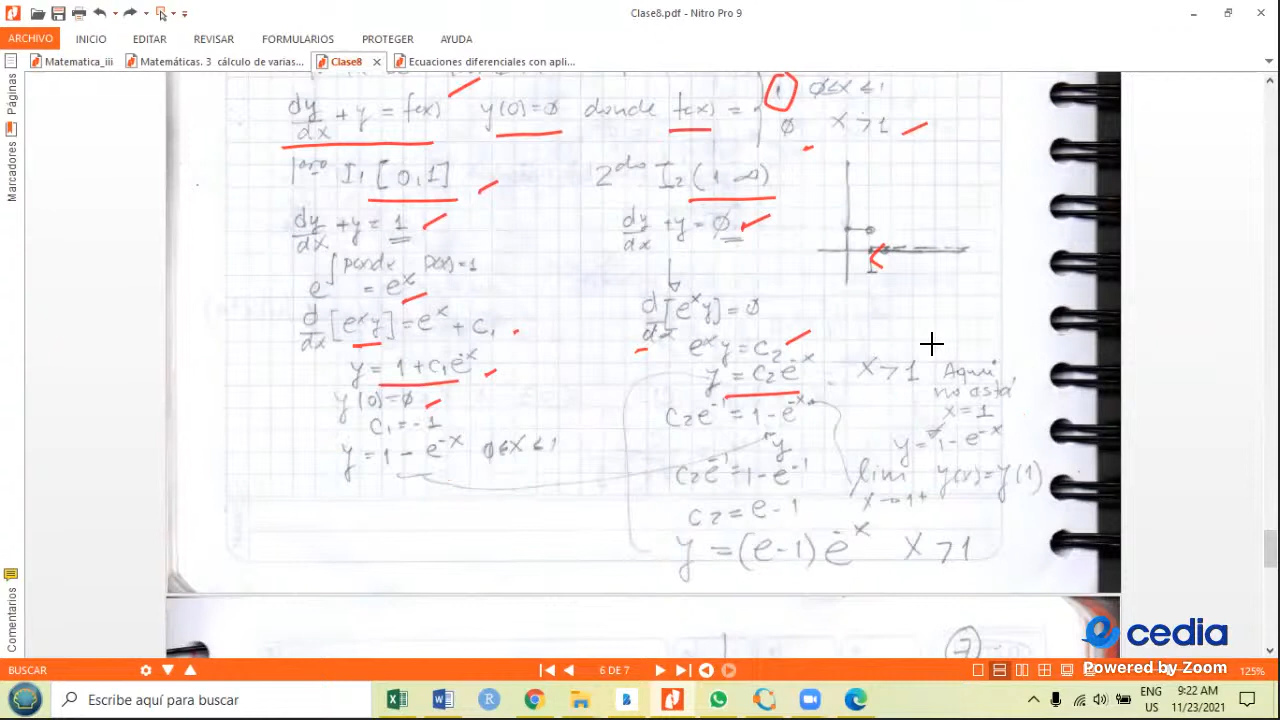 Clase8.pdf - Nitro Pro 9
ARCHIVO INICIO EDITAR REVISAR FORMULARIOS PROTEGER AYUDA
Matematica_iii Matemáticas. 3 cálculo de varias... Clase8 × Ecuaciones diferenciales con apli...
Páginas
Marcadores
Comentarios
1 0≤x≤1
dy/dx + y = f(x) y(0)=0 donde f(x) =
0 x>1
1ero I1 [0,1]
2do I2 (1 ∞)
dy/dx + y = 1
dy/dx + y = 0
e^∫p(x)dx = e^x P(x)=1
d/dx [e^x y] = e^x + C1
y = 1 + C1 e^-x
y(0)=0
C1 = -1
y = 1 - e^-x 0≤x≤1
d/dx [e^x y] = 0
e^x y = C2
y = C2 e^-x x>1 Aqui
no está
x=1
C2 e^-1 = 1 - e^-x
y
y = 1 - e^-x
C2 e^-1 = 1 - e^-1
lim y(x) = y(1)
x→1+
C2 = e - 1
y = (e-1) e^-x x>1
1
7
cedia
Powered by Zoom
BUSCAR 6 DE 7 125%
Escribe aquí para buscar
ENG
US
9:22 AM
11/23/2021